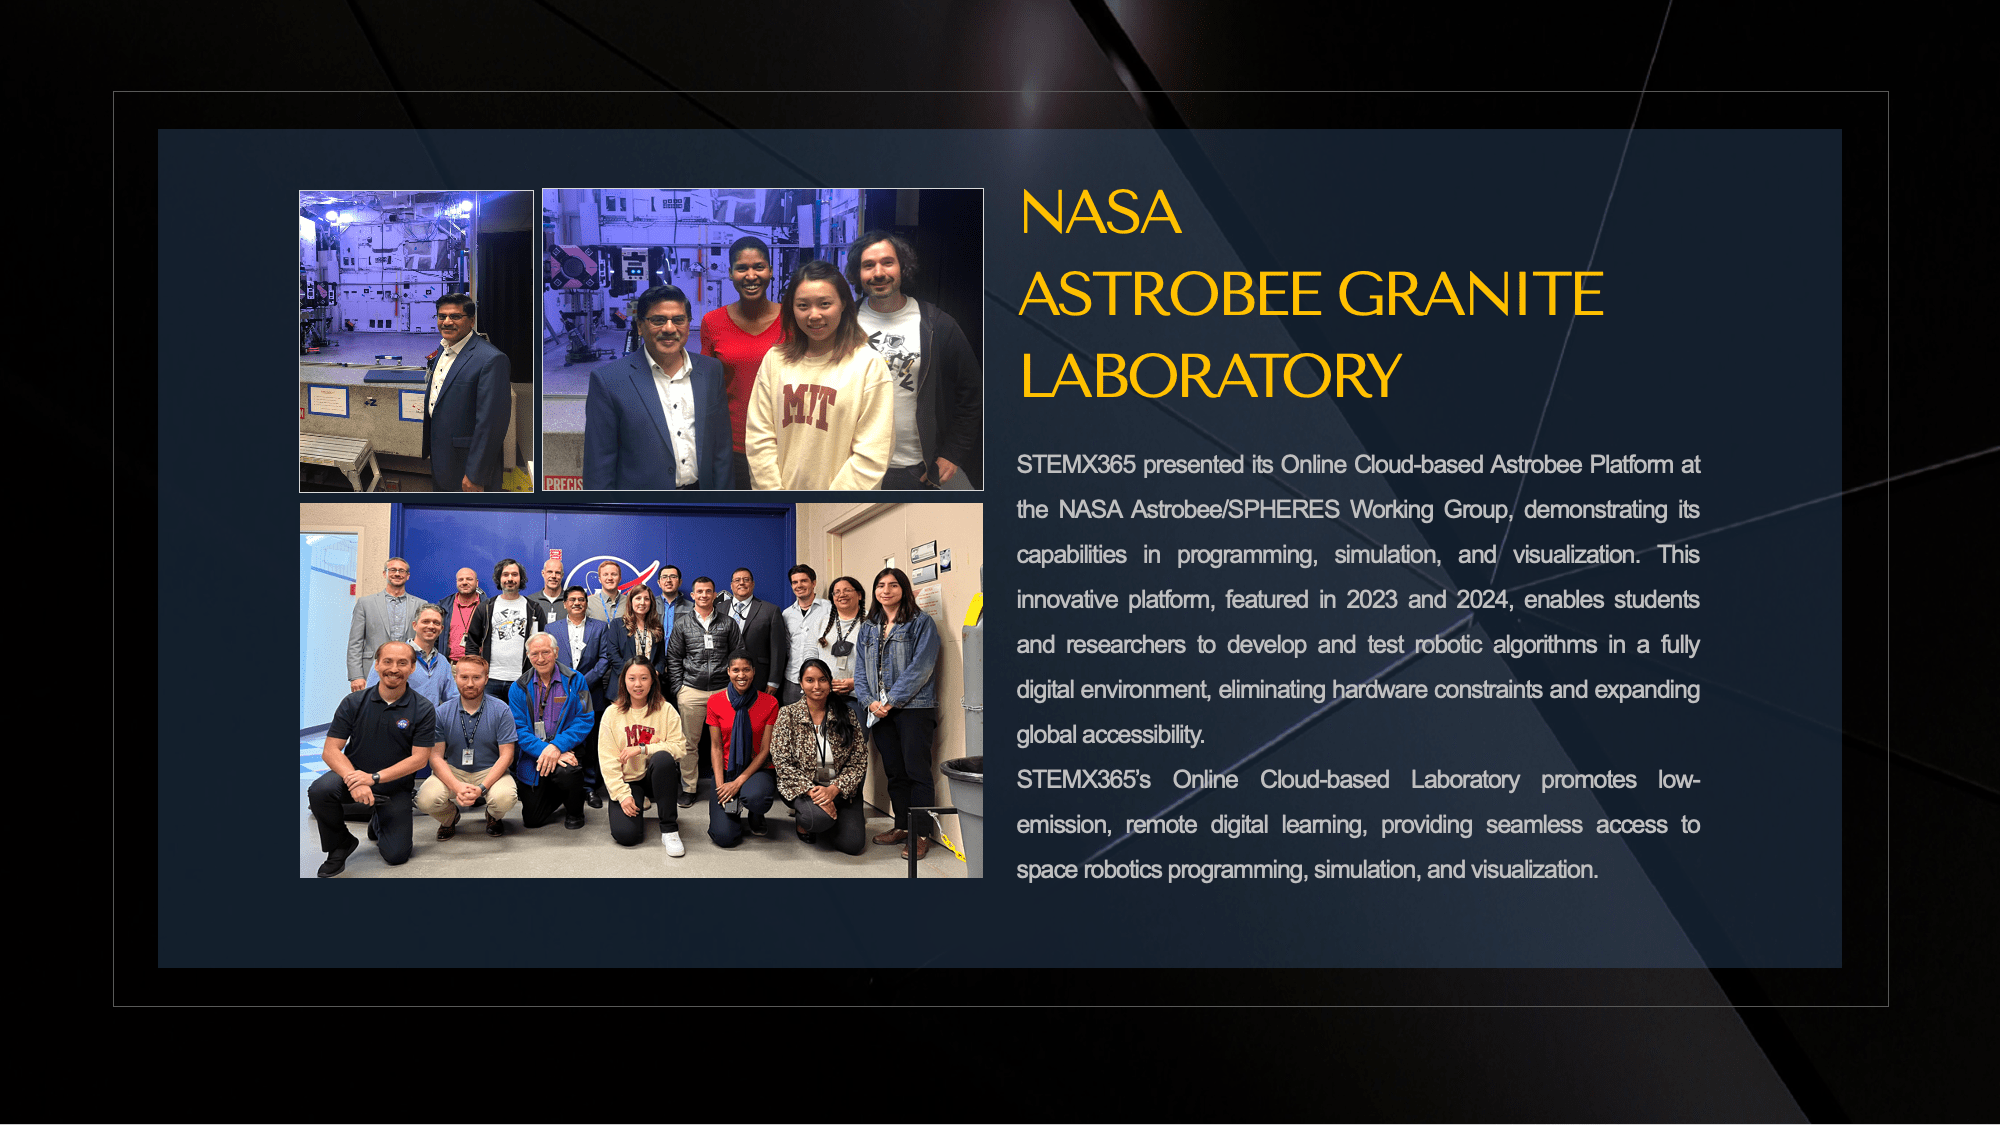 NASA
ASTROBEE GRANITE
LABORATORY
STEMX365 presented its Online Cloud-based Astrobee Platform at
the NASA Astrobee/SPHERES Working Group, demonstrating its
capabilities in programming, simulation, and visualization. This
innovative platform, featured in 2023 and 2024, enables students
and researchers to develop and test robotic algorithms in a fully
digital environment, eliminating hardware constraints and expanding
global accessibility.
STEMX365’s Online Cloud-based Laboratory promotes low-
emission, remote digital learning, providing seamless access to
space robotics programming, simulation, and visualization.
MIT
PRECIS
MIT